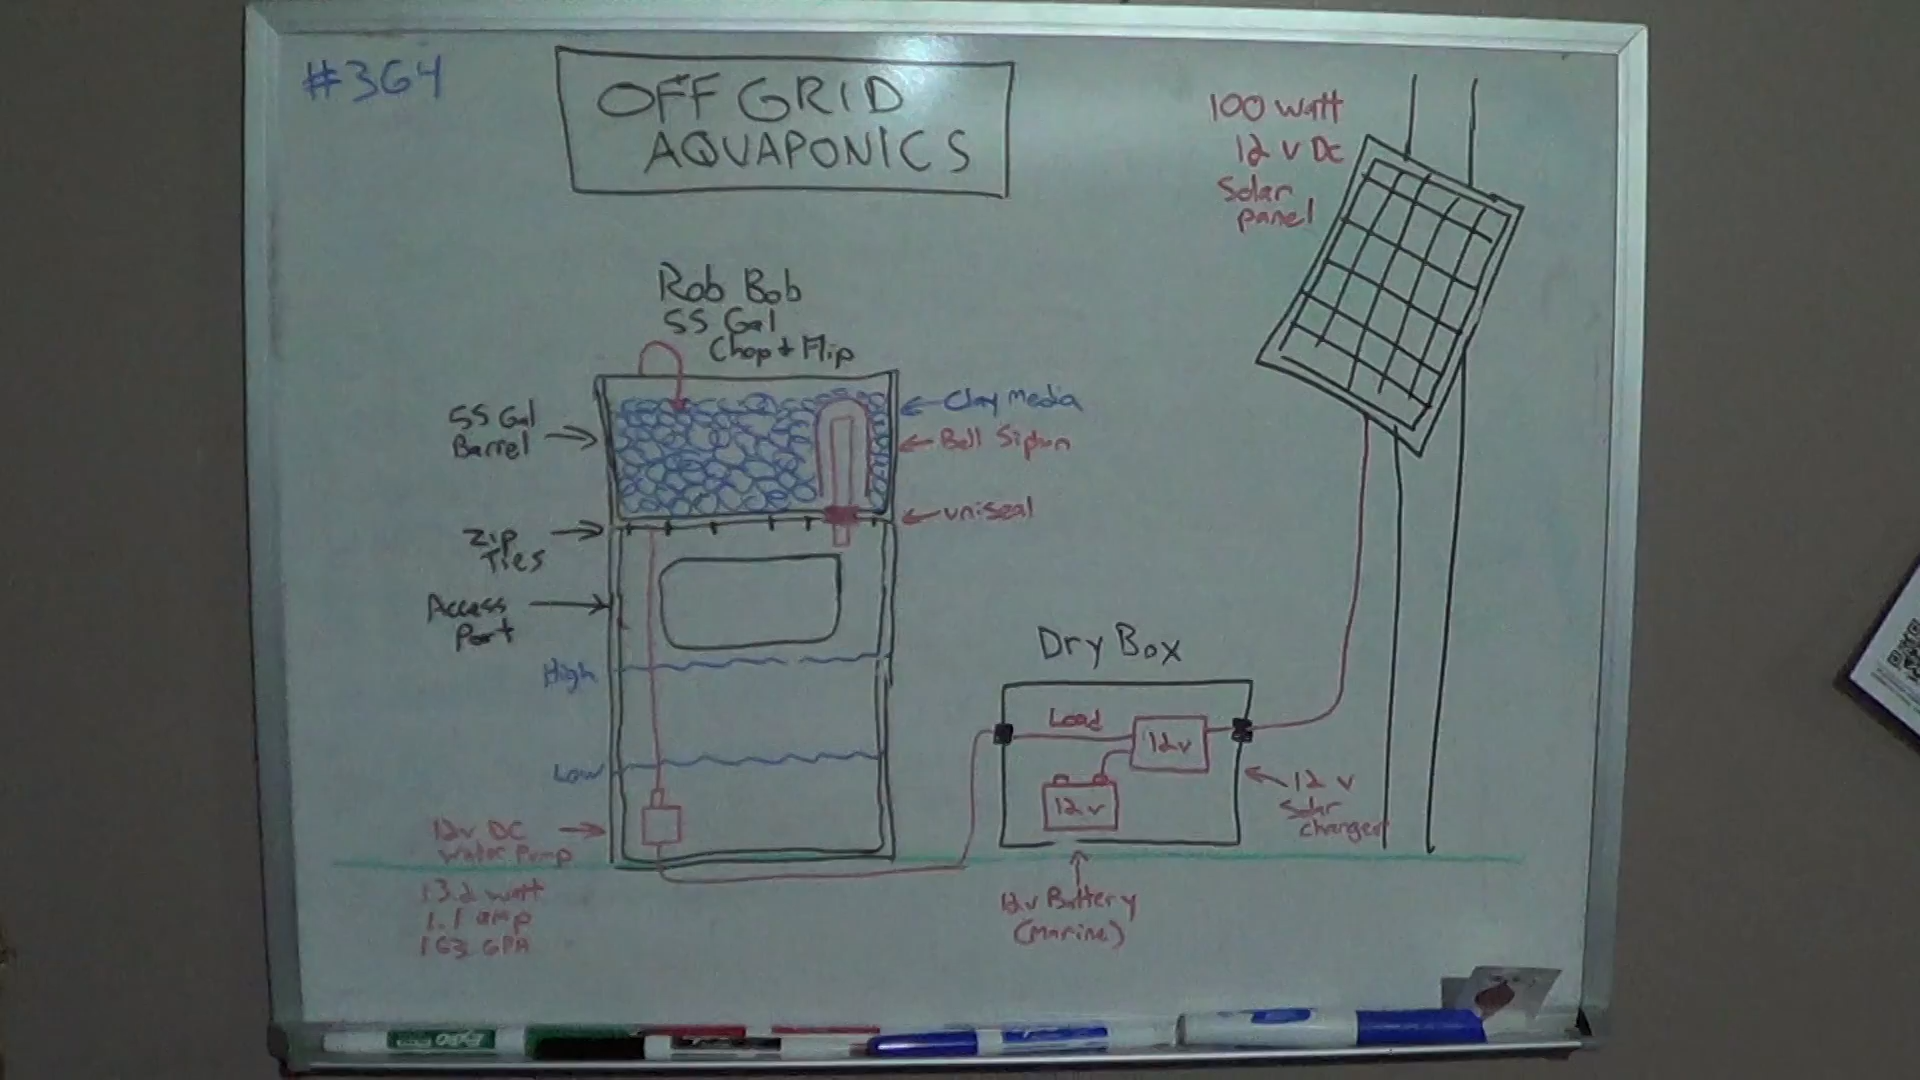 #364
OFF GRID
AQUAPONICS
100 watt
12 v DC
Solar
panel
Rob Bob
55 Gal
Chop + Flip
55 Gal
Barrel
Clay Media
Bell Siphon
uniseal
Zip
Ties
Access
Port
High
Low
Dry Box
Load
12v
12v
12 v
Solar
charger
12v DC
Water Pump
13.2 watt
1.1 amp
163 GPH
12v Battery
(Marine)
EXPO